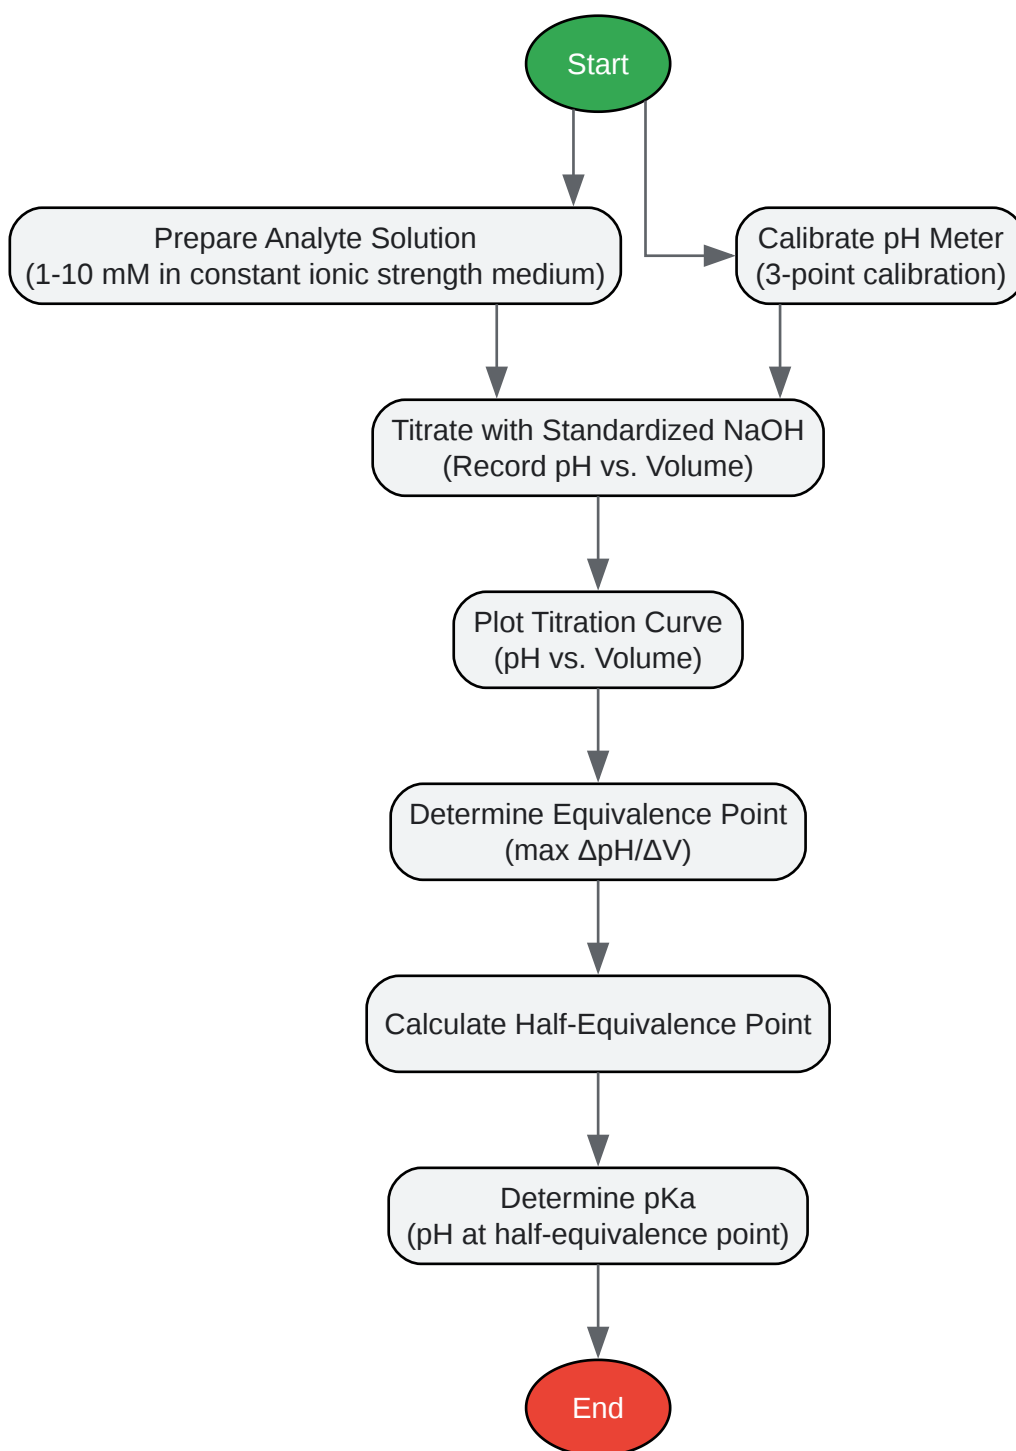 Start
Prepare Analyte Solution
(1-10 mM in constant ionic strength medium)
Calibrate pH Meter
(3-point calibration)
Titrate with Standardized NaOH
(Record pH vs. Volume)
Plot Titration Curve
(pH vs. Volume)
Determine Equivalence Point
(max ΔpH/ΔV)
Calculate Half-Equivalence Point
Determine pKa
(pH at half-equivalence point)
End